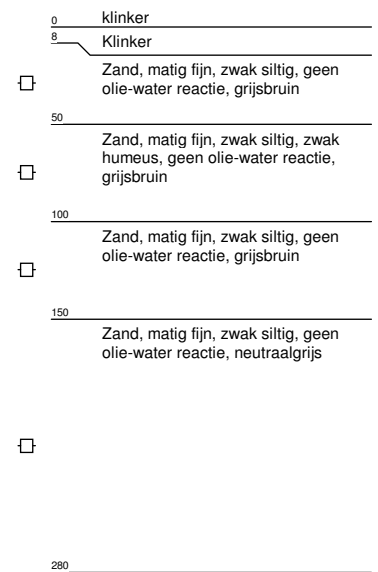 0 klinker
8 Klinker
Zand, matig fijn, zwak siltig, geen
olie-water reactie, grijsbruin
50
Zand, matig fijn, zwak siltig, zwak
humeus, geen olie-water reactie,
grijsbruin
100
Zand, matig fijn, zwak siltig, geen
olie-water reactie, grijsbruin
150
Zand, matig fijn, zwak siltig, geen
olie-water reactie, neutraalgrijs
280